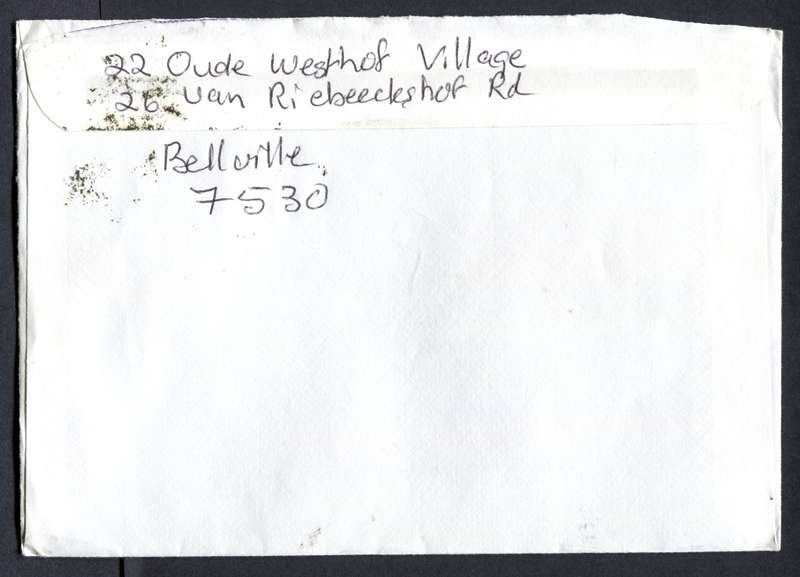 22 Oude Westhof Village
26 Van Riebeeckshof Rd
Bellville
7530